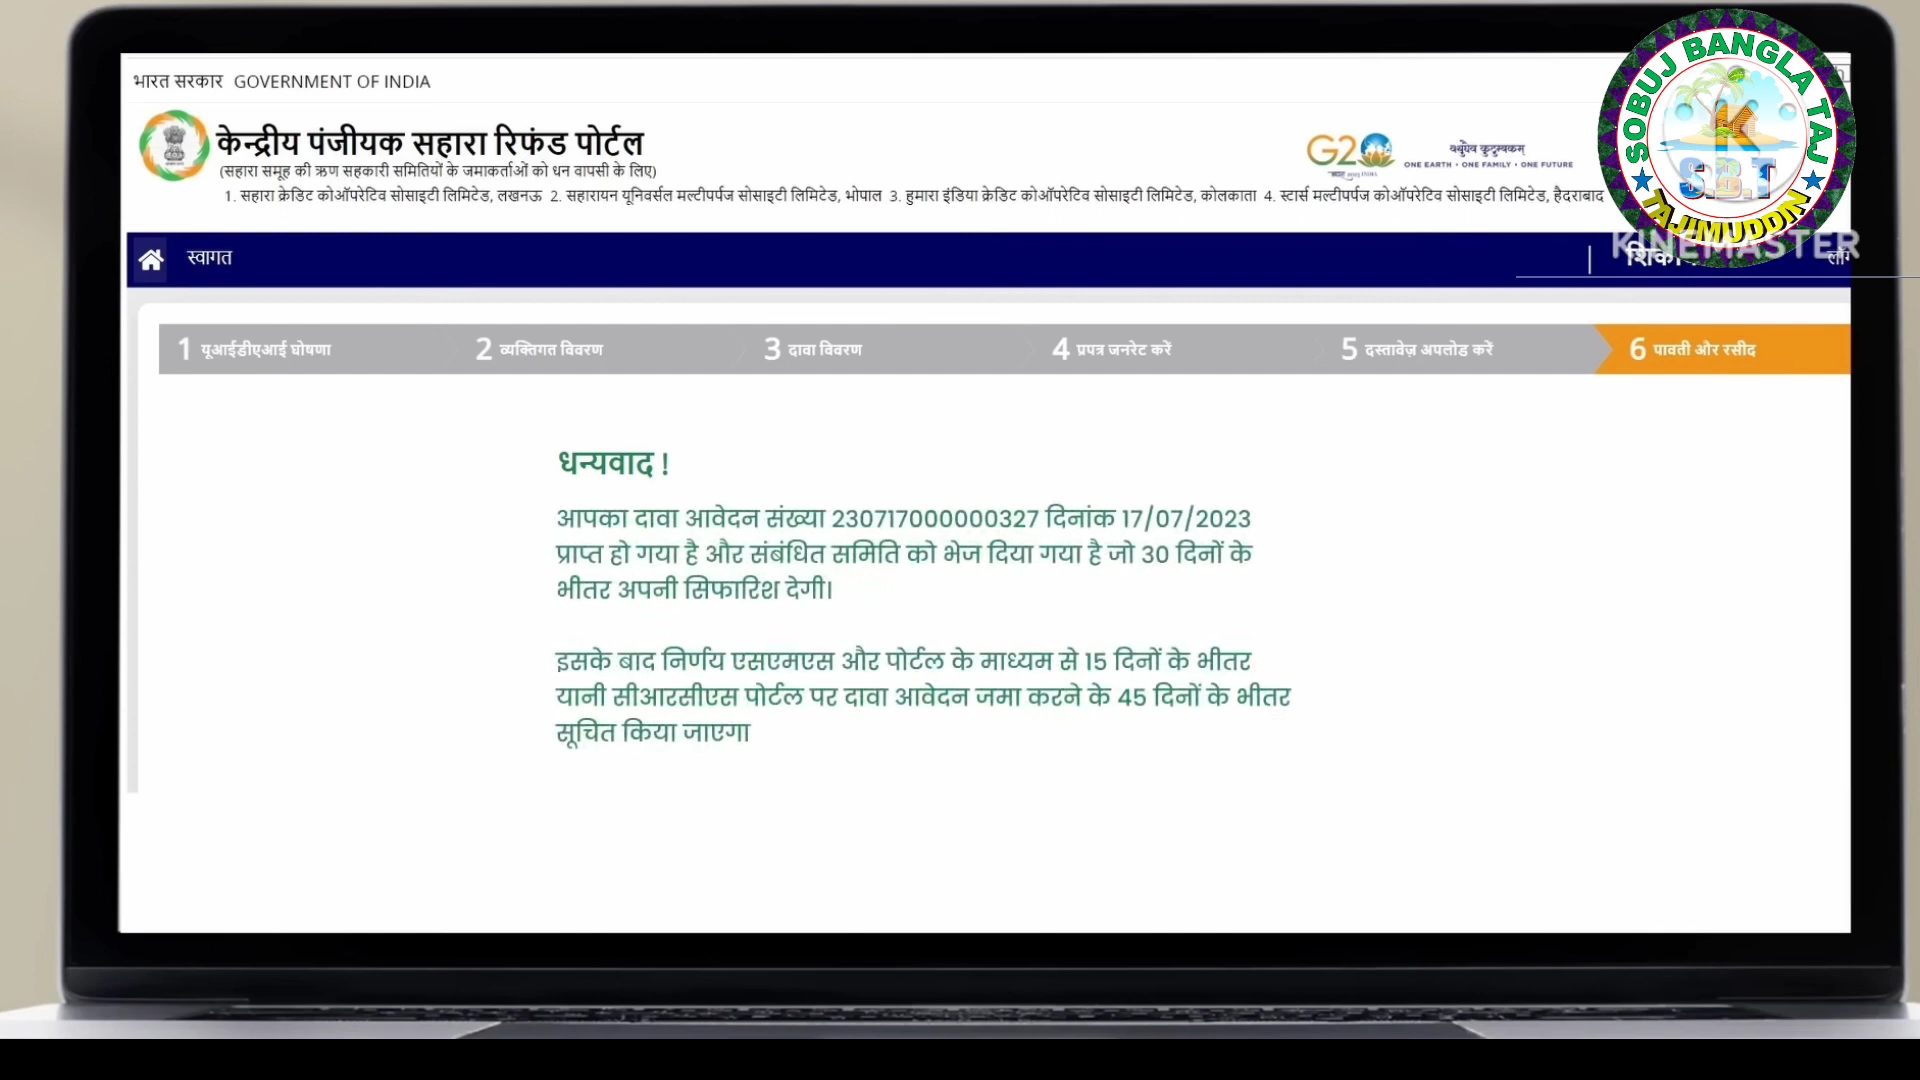 भारत सरकार GOVERNMENT OF INDIA
केन्द्रीय पंजीयक सहारा रिफंड पोर्टल
(सहारा समूह की ऋण सहकारी समितियों के जमाकर्ताओं को धन वापसी के लिए)
1. सहारा क्रेडिट कोऑपरेटिव सोसाइटी लिमिटेड, लखनऊ 2. सहारायन यूनिवर्सल मल्टीपर्पज सोसाइटी लिमिटेड, भोपाल 3. हुमारा इंडिया क्रेडिट कोऑपरेटिव सोसाइटी लिमिटेड, कोलकाता 4. स्टार्स मल्टीपर्पज कोऑपरेटिव सोसाइटी लिमिटेड, हैदराबाद
G20
वसुधैव कुटुम्बकम्
ONE EARTH • ONE FAMILY • ONE FUTURE
SOBUJ BANGLA TAJ
K
S.B.T
TAJIMUDDIN
KINEMASTER
स्वागत
1 यूआईडीएआई घोषणा
2 व्यक्तिगत विवरण
3 दावा विवरण
4 प्रपत्र जनरेट करें
5 दस्तावेज़ अपलोड करें
6 पावती और रसीद
धन्यवाद !
आपका दावा आवेदन संख्या 230717000000327 दिनांक 17/07/2023
प्राप्त हो गया है और संबंधित समिति को भेज दिया गया है जो 30 दिनों के
भीतर अपनी सिफारिश देगी।
इसके बाद निर्णय एसएमएस और पोर्टल के माध्यम से 15 दिनों के भीतर
यानी सीआरसीएस पोर्टल पर दावा आवेदन जमा करने के 45 दिनों के भीतर
सूचित किया जाएगा